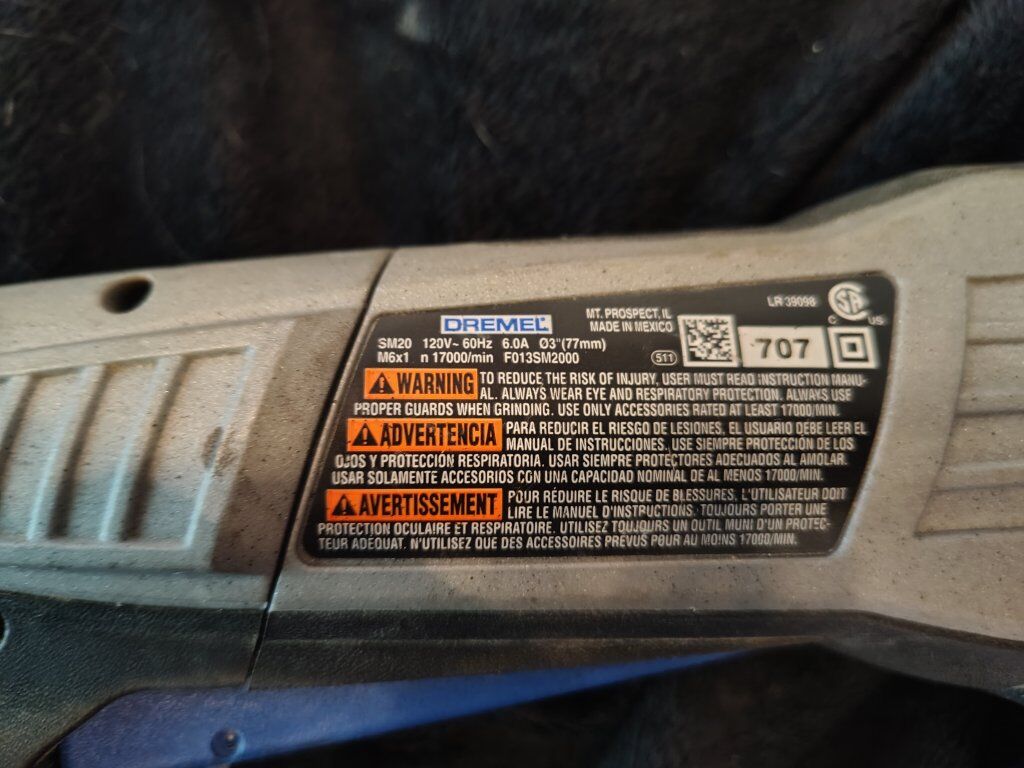 LR 39098
SA
C US
DREMEL
MT. PROSPECT, IL
MADE IN MEXICO
SM20 120V~ 60Hz 6.0A Ø3"(77mm)
M6x1 n 17000/min F013SM2000
511
707
WARNING TO REDUCE THE RISK OF INJURY, USER MUST READ INSTRUCTION MANU-
AL. ALWAYS WEAR EYE AND RESPIRATORY PROTECTION. ALWAYS USE
PROPER GUARDS WHEN GRINDING. USE ONLY ACCESSORIES RATED AT LEAST 17000/MIN.
ADVERTENCIA PARA REDUCIR EL RIESGO DE LESIONES, EL USUARIO DEBE LEER EL
MANUAL DE INSTRUCCIONES. USE SIEMPRE PROTECCIÓN DE LOS
OJOS Y PROTECCIÓN RESPIRATORIA. USAR SIEMPRE PROTECTORES ADECUADOS AL AMOLAR.
USAR SOLAMENTE ACCESORIOS CON UNA CAPACIDAD NOMINAL DE AL MENOS 17000/MIN.
AVERTISSEMENT POUR RÉDUIRE LE RISQUE DE BLESSURES, L'UTILISATEUR DOIT
LIRE LE MANUEL D'INSTRUCTIONS, TOUJOURS PORTER UNE
PROTECTION OCULAIRE ET RESPIRATOIRE. UTILISEZ TOUJOURS UN OUTIL MUNI D'UN PROTEC-
TEUR ADEQUAT. N'UTILISEZ QUE DES ACCESSOIRES PRÉVUS POUR AU MOINS 17000/MIN.